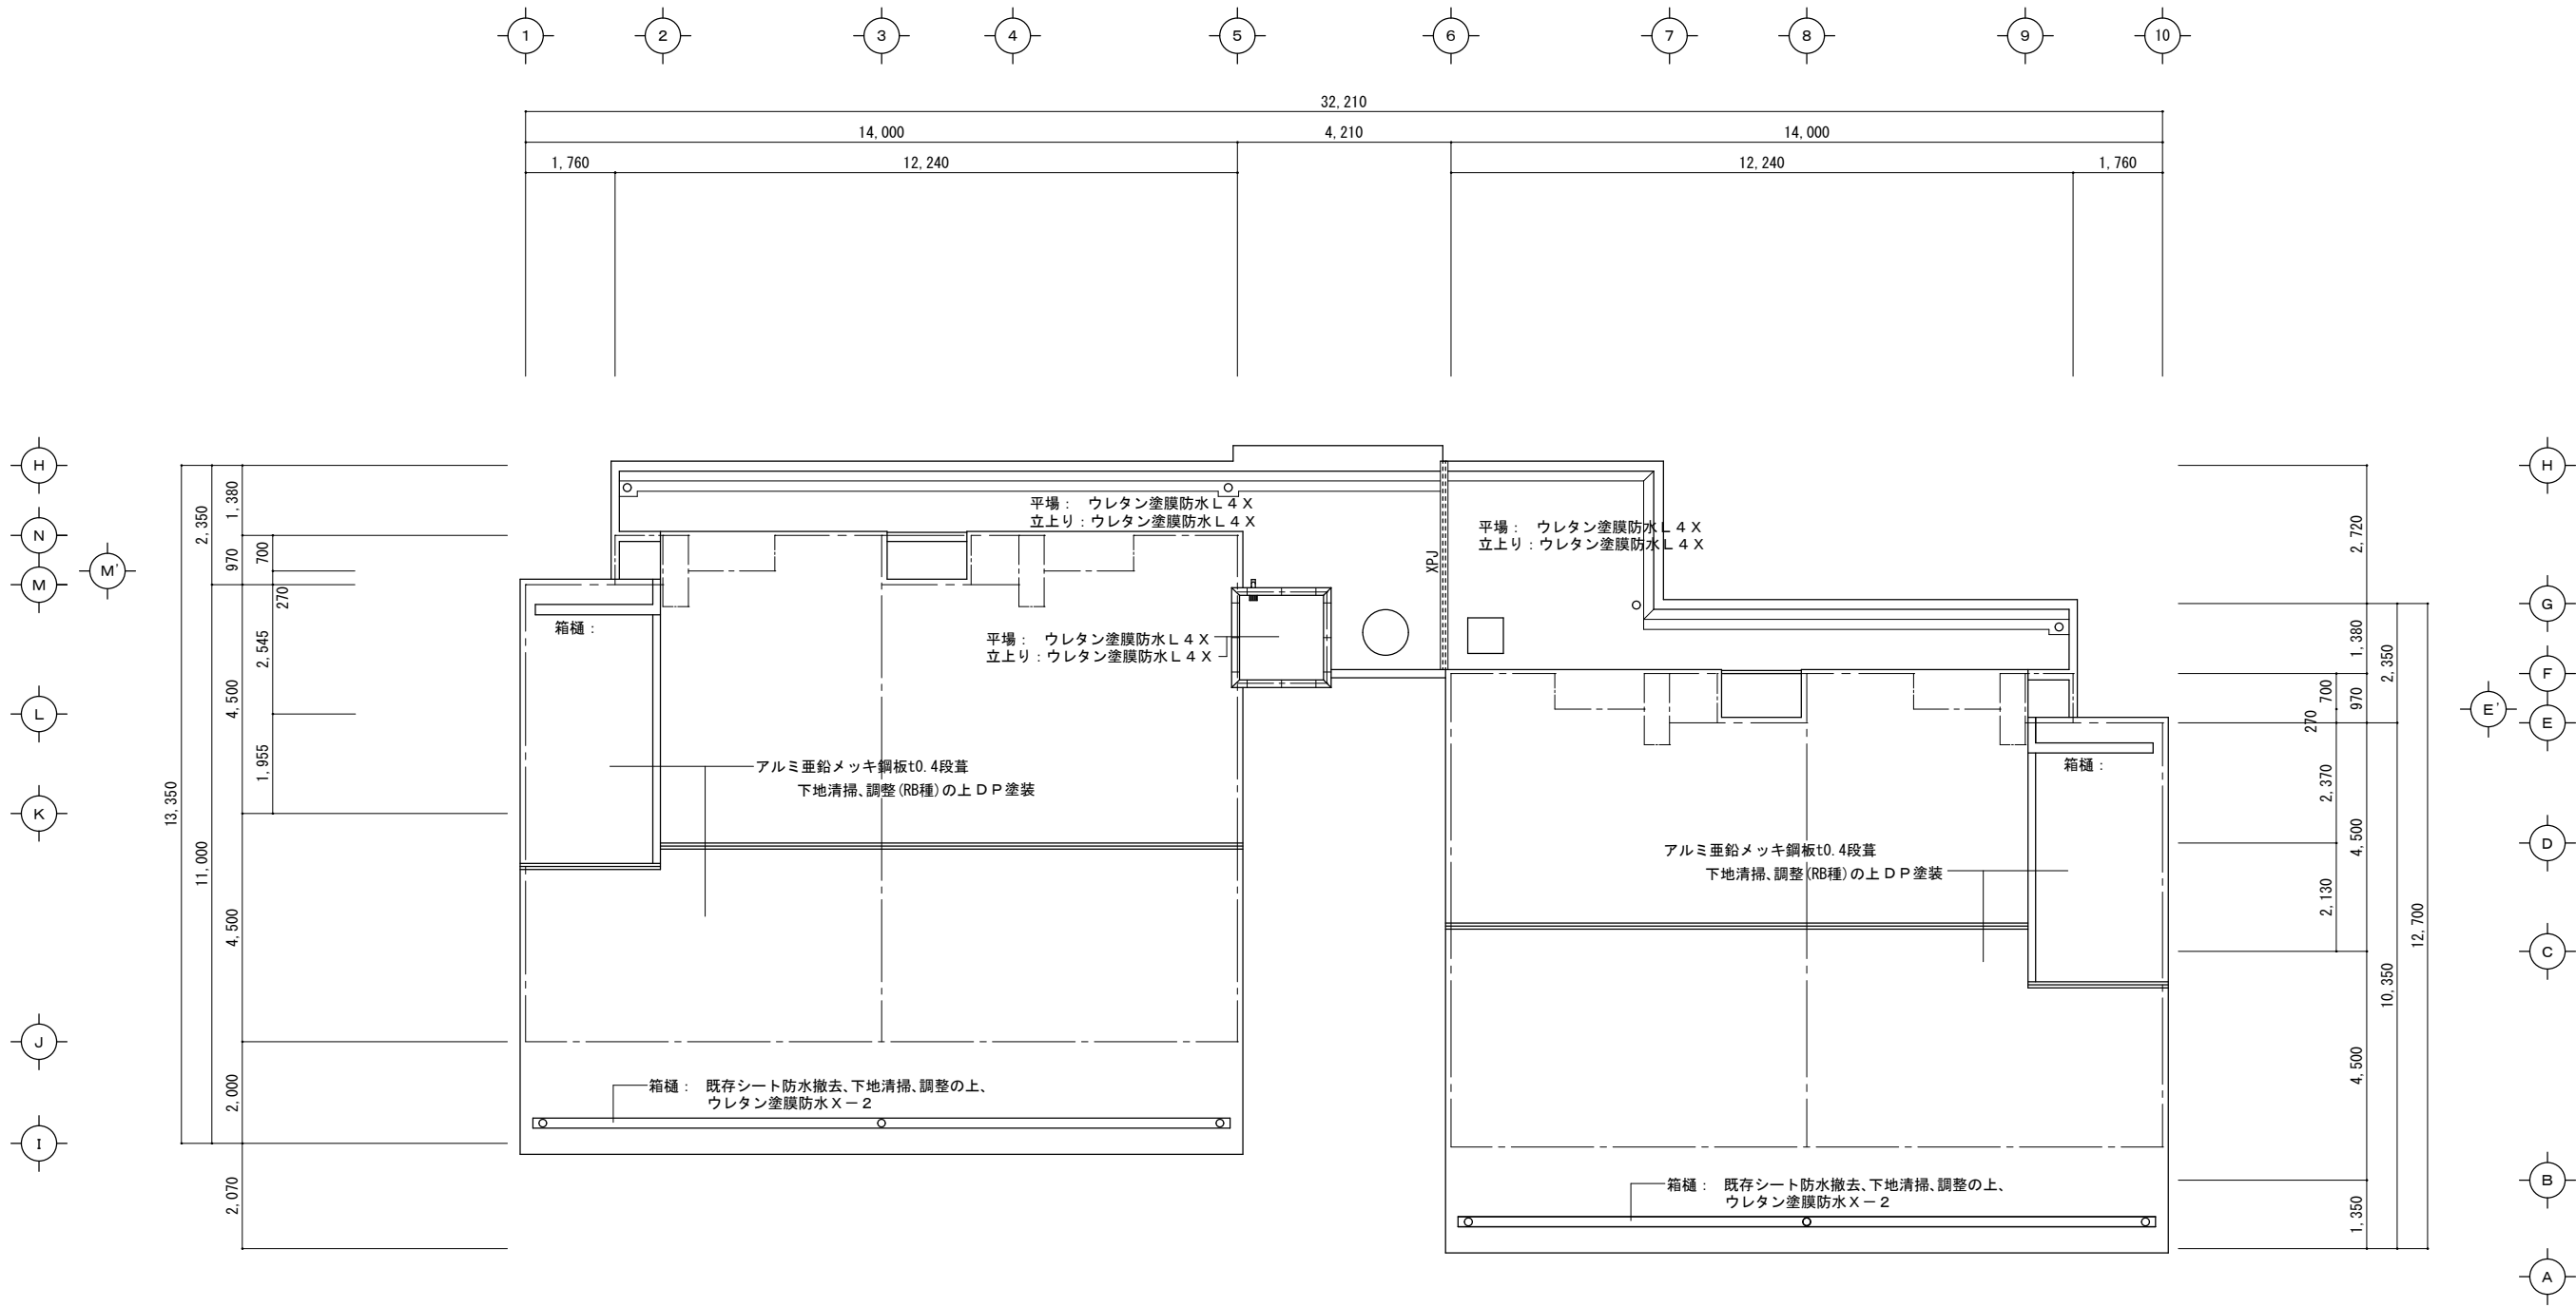 1 2 3 4 5 6 7 8 9 10
32,210
14,000 4,210 14,000
1,760 12,240 12,240 1,760
H
N
M
M'
L
K
J
I
13,350
2,350
11,000
1,380
970
4,500
4,500
2,000
2,070
700
270
2,545
1,955
平場： ウレタン塗膜防水Ｌ４Ｘ
立上り：ウレタン塗膜防水Ｌ４Ｘ
平場： ウレタン塗膜防水Ｌ４Ｘ
立上り：ウレタン塗膜防水Ｌ４Ｘ
XPJ
箱樋：
平場： ウレタン塗膜防水Ｌ４Ｘ
立上り：ウレタン塗膜防水Ｌ４Ｘ
アルミ亜鉛メッキ鋼板t0.4段葺
下地清掃、調整(RB種)の上ＤＰ塗装
箱樋：
アルミ亜鉛メッキ鋼板t0.4段葺
下地清掃、調整(RB種)の上ＤＰ塗装
箱樋： 既存シート防水撤去、下地清掃、調整の上、
ウレタン塗膜防水Ｘ－２
箱樋： 既存シート防水撤去、下地清掃、調整の上、
ウレタン塗膜防水Ｘ－２
700
270
2,370
2,130
2,720
1,380
970
4,500
4,500
1,350
2,350
10,350
12,700
H
G
F
E'
E
D
C
B
A